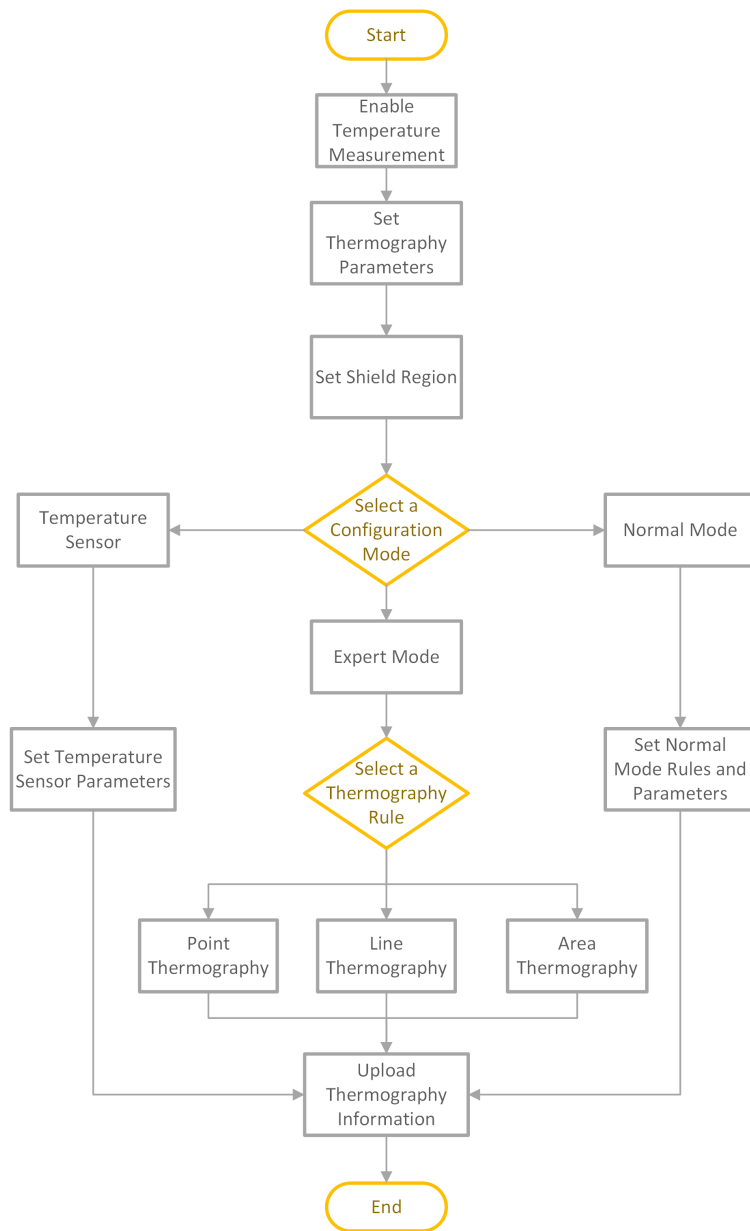 Start
Enable
Temperature
Measurement
Set
Thermography
Parameters
Set Shield Region
Select a
Configuration
Mode
Temperature
Sensor
Normal Mode
Expert Mode
Set Temperature
Sensor Parameters
Select a
Thermography
Rule
Set Normal
Mode Rules and
Parameters
Point
Thermography
Line
Thermography
Area
Thermography
Upload
Thermography
Information
End